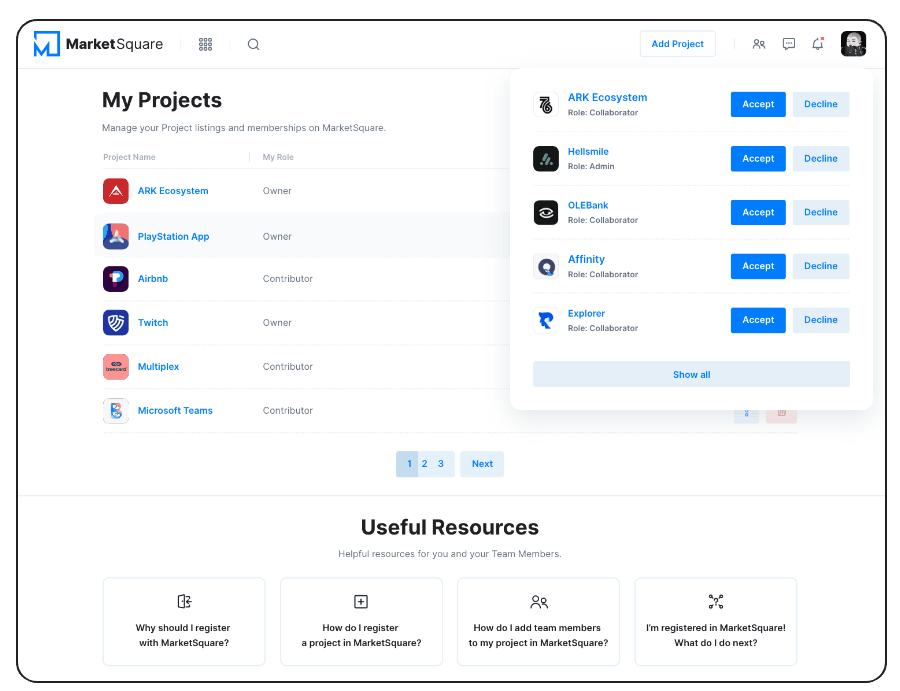 MarketSquare
Add Project
My Projects
Manage your Project listings and memberships on MarketSquare.
Project Name
My Role
ARK Ecosystem
Owner
PlayStation App
Owner
Airbnb
Contributor
Twitch
Owner
Multiplex
Contributor
Microsoft Teams
Contributor
ARK Ecosystem
Role: Collaborator
Accept
Decline
Hellsmile
Role: Admin
Accept
Decline
OLEBank
Role: Collaborator
Accept
Decline
Affinity
Role: Collaborator
Accept
Decline
Explorer
Role: Collaborator
Accept
Decline
Show all
1 2 3 Next
Useful Resources
Helpful resources for you and your Team Members.
Why should I register
with MarketSquare?
How do I register
a project in MarketSquare?
How do I add team members
to my project in MarketSquare?
I'm registered in MarketSquare!
What do I do next?